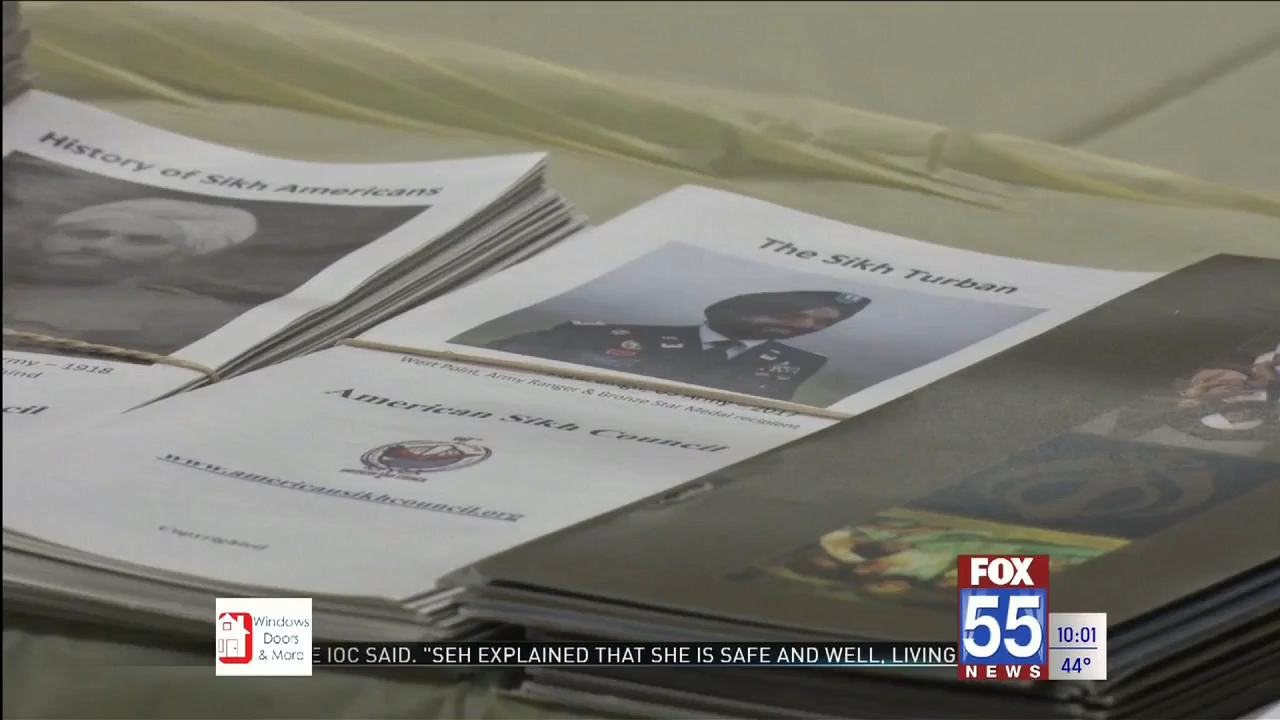 History of Sikh Americans
Army – 1918
The Sikh Turban
West Point, Army Ranger & Bronze Star Medal recipient
American Sikh Council
www.americansikhcouncil.org
Copyrighted
Windows
Doors
& More
IOC SAID. "SEH EXPLAINED THAT SHE IS SAFE AND WELL, LIVING
FOX
55
NEWS
10:01
44°